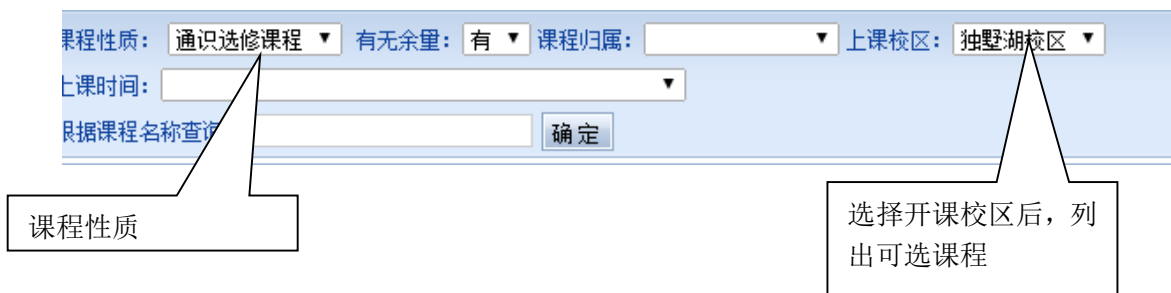 课程性质： 通识选修课程 有无余量： 有 课程归属： 上课校区： 独墅湖校区
上课时间：
根据课程名称查询 确定
课程性质
选择开课校区后，列
出可选课程